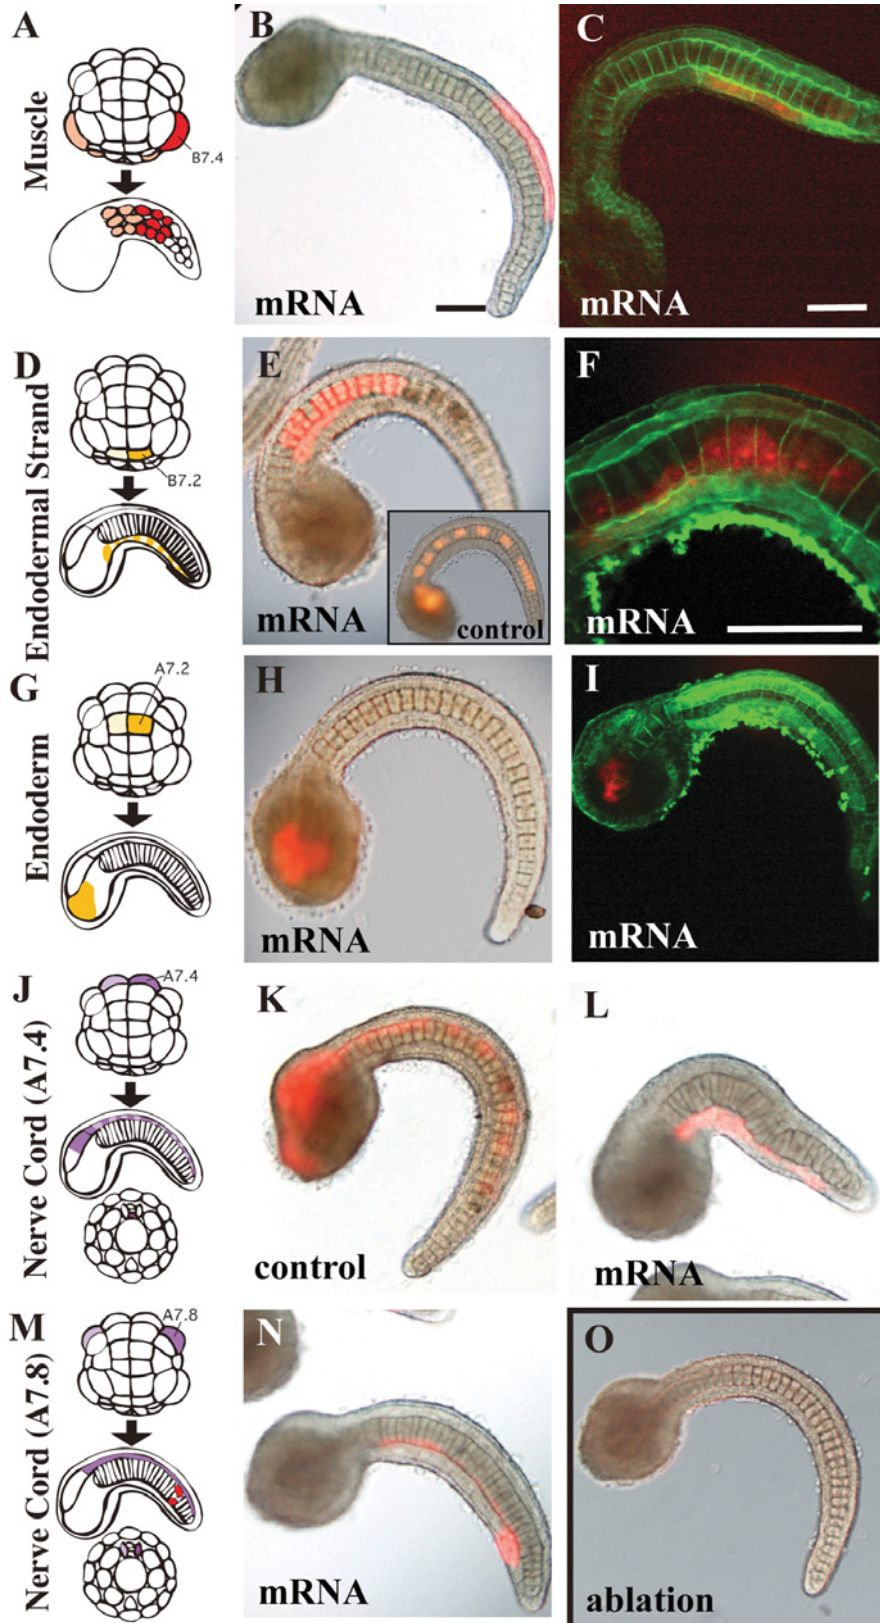 A
Muscle
B7.4
B
mRNA
C
D
Endodermal Strand
B7.2
E
mRNA
control
F
mRNA
G
Endoderm
A7.2
H
mRNA
I
mRNA
J
Nerve Cord (A7.4)
A7.4
K
control
L
mRNA
M
Nerve Cord (A7.8)
A7.8
N
mRNA
O
ablation